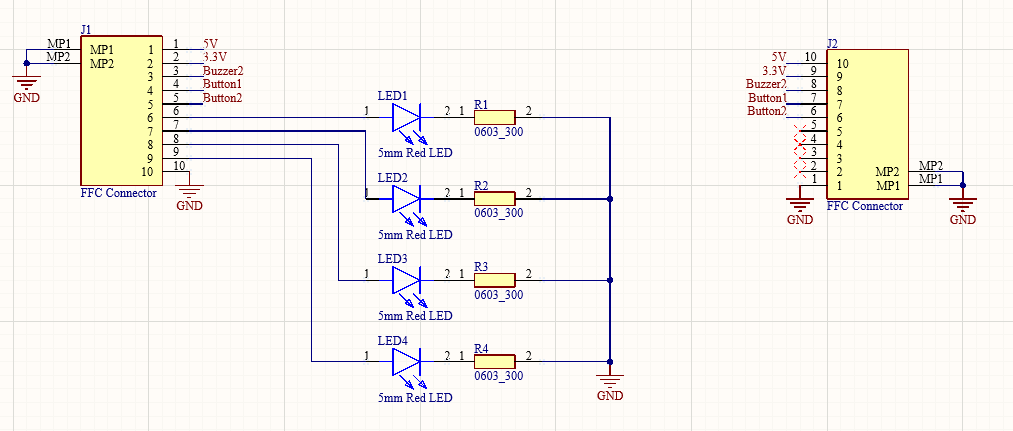 J1
MP1
MP2
GND
MP1
MP2
1
2
3
4
5
6
7
8
9
10
1
2
3
4
5
6
7
8
9
10
5V
3.3V
Buzzer2
Button1
Button2
FFC Connector
GND
LED1
1
2
5mm Red LED
R1
1
2
0603_300
LED2
1
2
5mm Red LED
R2
1
2
0603_300
LED3
1
2
5mm Red LED
R3
1
2
0603_300
LED4
1
2
5mm Red LED
R4
1
2
0603_300
GND
J2
5V
3.3V
Buzzer2
Button1
Button2
10
9
8
7
6
5
4
3
2
1
10
9
8
7
6
5
4
3
2
1
MP2
MP1
MP2
MP1
GND
FFC Connector
GND